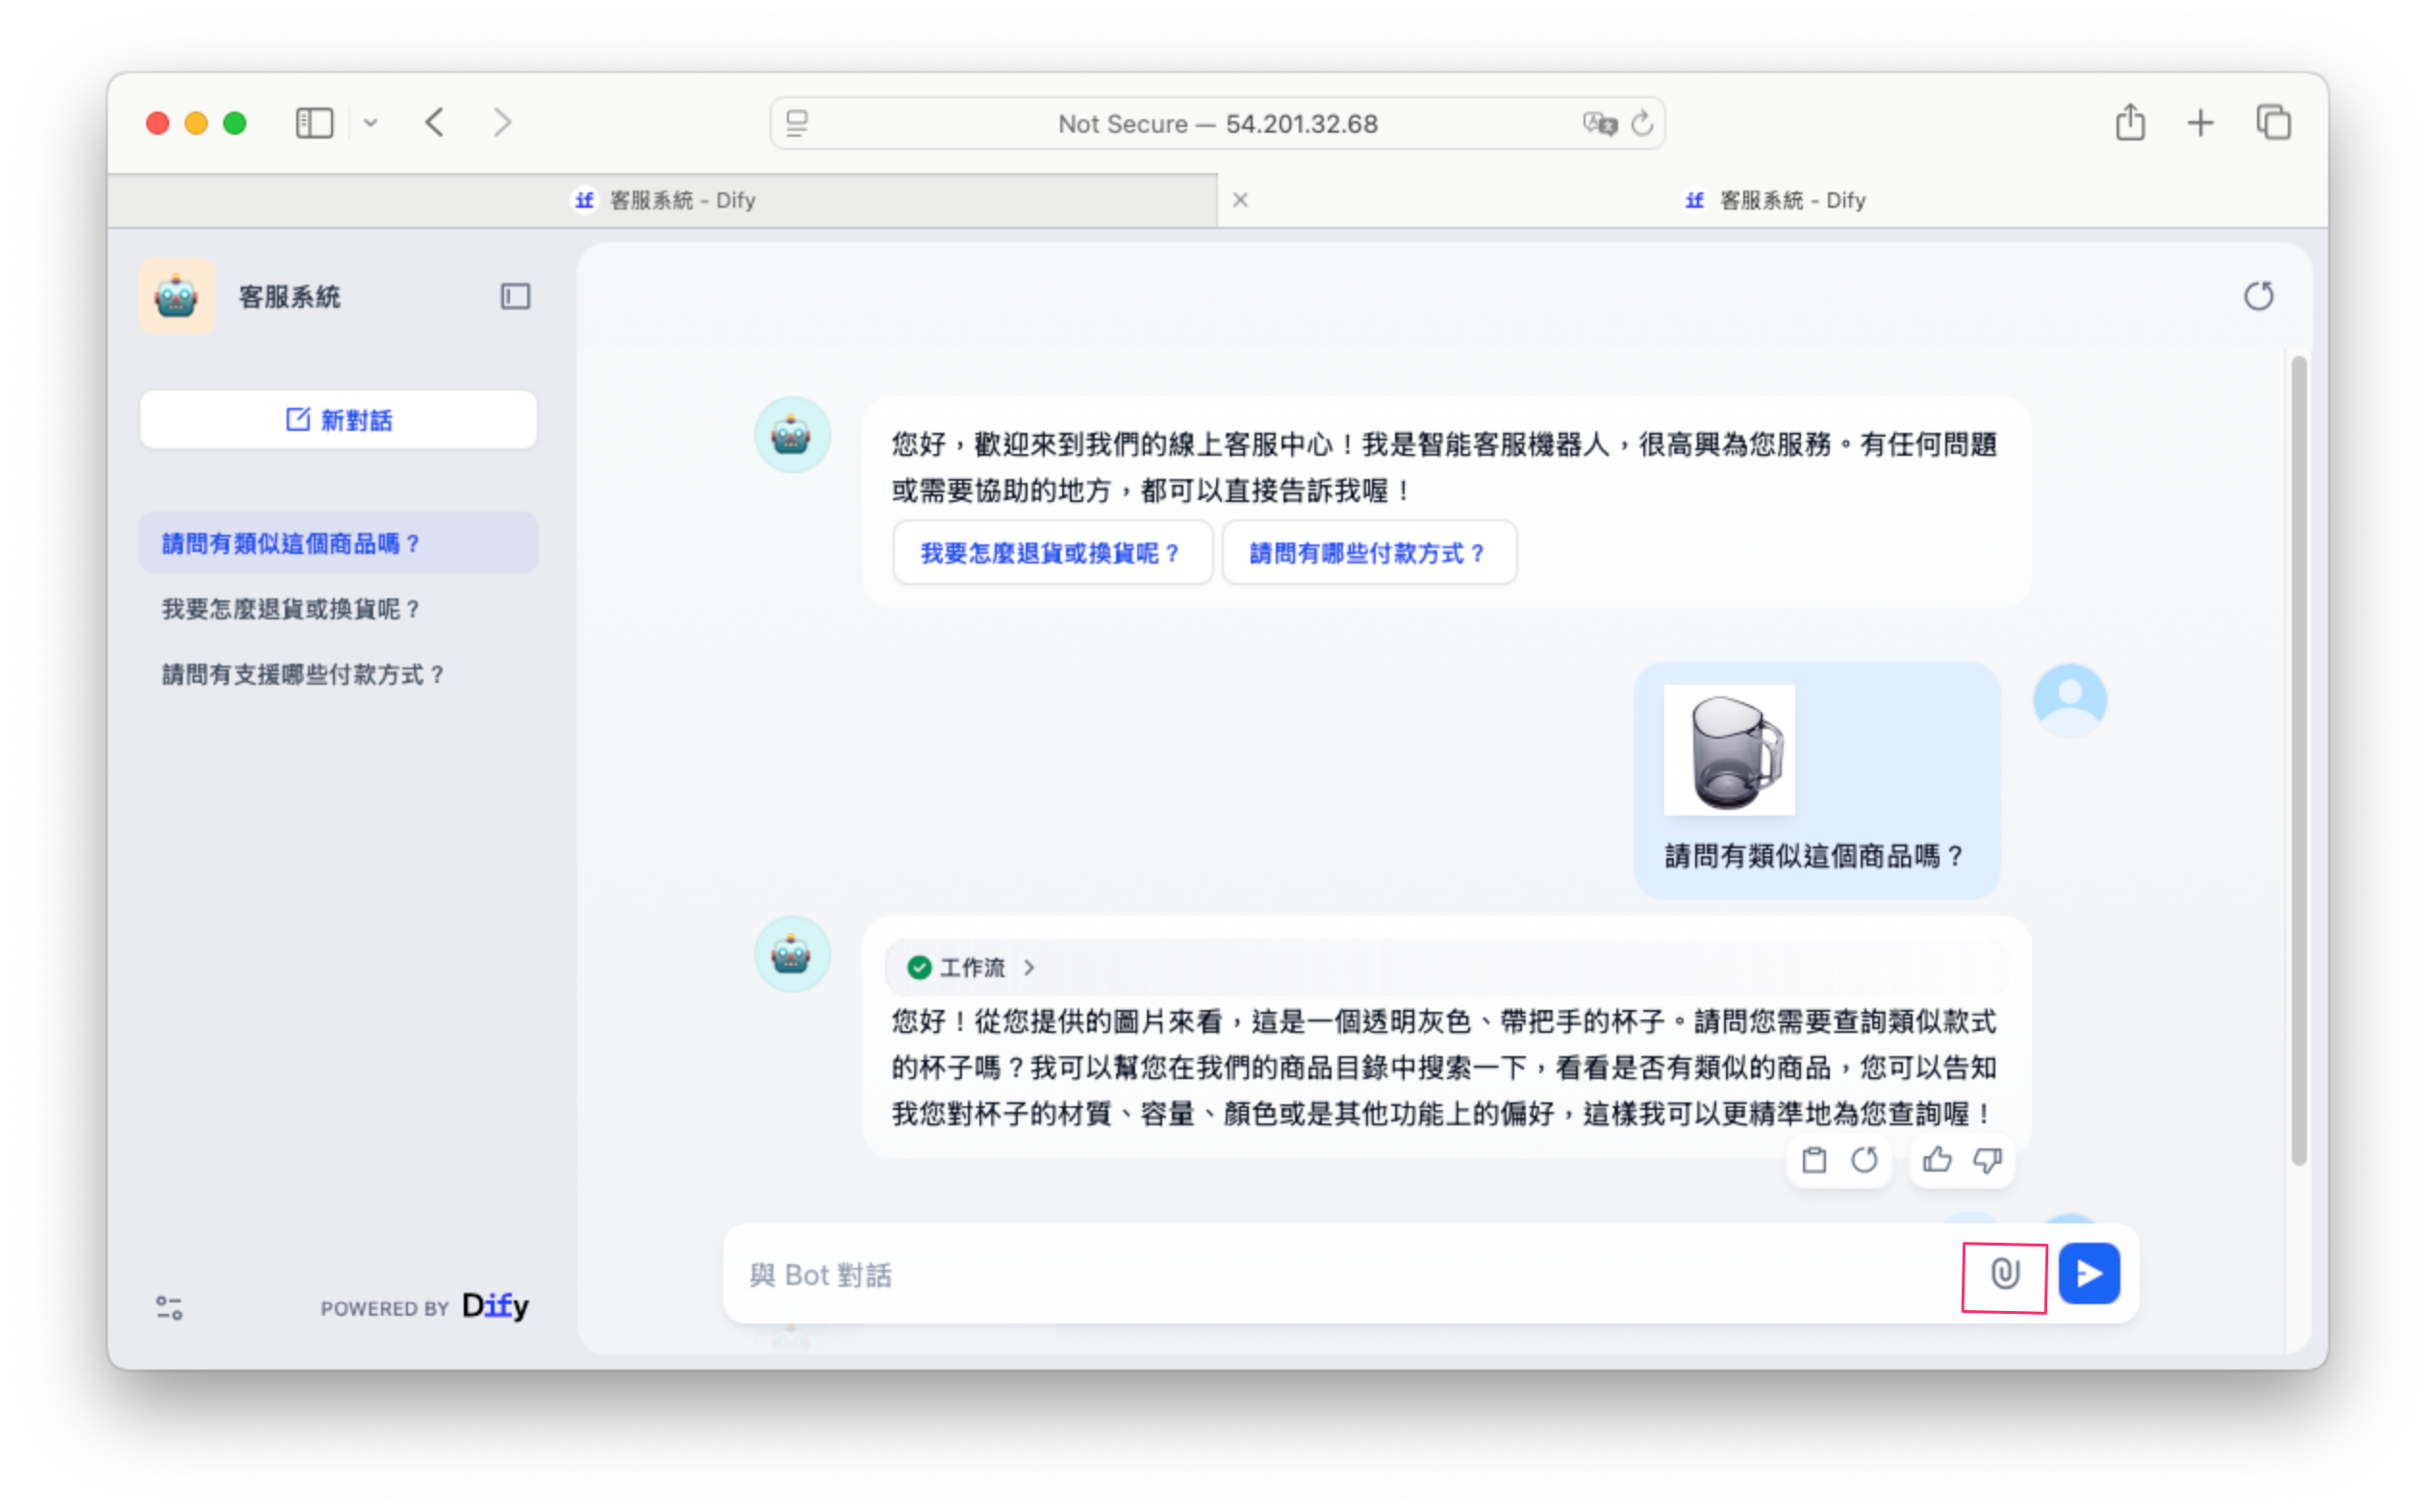 Not Secure — 54.201.32.68
客服系統 - Dify
客服系統 - Dify
客服系統
新對話
請問有類似這個商品嗎？
我要怎麼退貨或換貨呢？
請問有支援哪些付款方式？
POWERED BY Dify
您好，歡迎來到我們的線上客服中心！我是智能客服機器人，很高興為您服務。有任何問題
或需要協助的地方，都可以直接告訴我喔！
我要怎麼退貨或換貨呢？
請問有哪些付款方式？
請問有類似這個商品嗎？
工作流
您好！從您提供的圖片來看，這是一個透明灰色、帶把手的杯子。請問您需要查詢類似款式
的杯子嗎？我可以幫您在我們的商品目錄中搜索一下，看看是否有類似的商品，您可以告知
我您對杯子的材質、容量、顏色或是其他功能上的偏好，這樣我可以更精準地為您查詢喔！
與 Bot 對話